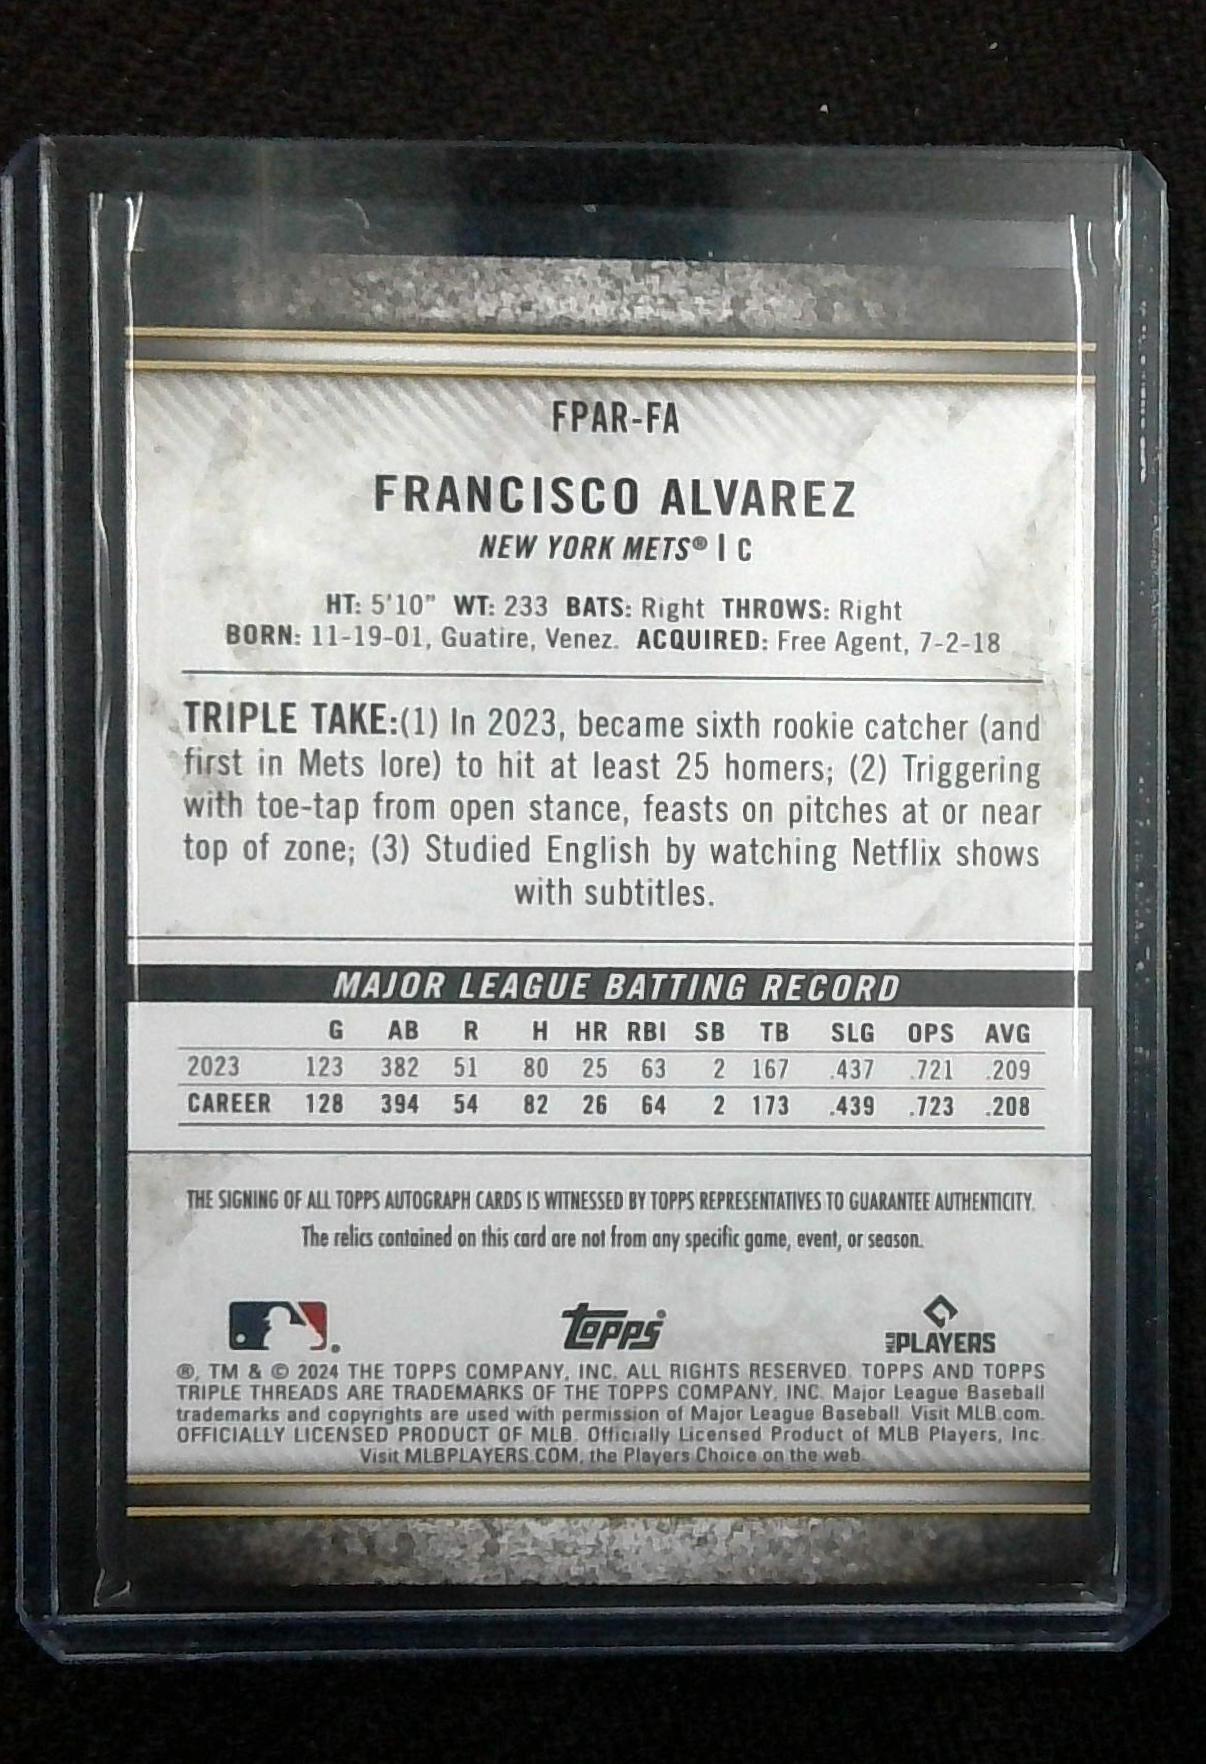 FPAR-FA
FRANCISCO ALVAREZ
NEW YORK METS® | C
HT: 5'10" WT: 233 BATS: Right THROWS: Right
BORN: 11-19-01, Guatire, Venez. ACQUIRED: Free Agent, 7-2-18
TRIPLE TAKE:(1) In 2023, became sixth rookie catcher (and
first in Mets lore) to hit at least 25 homers; (2) Triggering
with toe-tap from open stance, feasts on pitches at or near
top of zone; (3) Studied English by watching Netflix shows
with subtitles.
MAJOR LEAGUE BATTING RECORD
G AB R H HR RBI SB TB SLG OPS AVG
2023 123 382 51 80 25 63 2 167 .437 .721 .209
CAREER 128 394 54 82 26 64 2 173 .439 .723 .208
THE SIGNING OF ALL TOPPS AUTOGRAPH CARDS IS WITNESSED BY TOPPS REPRESENTATIVES TO GUARANTEE AUTHENTICITY.
The relics contained on this card are not from any specific game, event, or season.
topps
MLB PLAYERS
®, TM & © 2024 THE TOPPS COMPANY, INC. ALL RIGHTS RESERVED. TOPPS AND TOPPS
TRIPLE THREADS ARE TRADEMARKS OF THE TOPPS COMPANY, INC. Major League Baseball
trademarks and copyrights are used with permission of Major League Baseball. Visit MLB.com.
OFFICIALLY LICENSED PRODUCT OF MLB. Officially Licensed Product of MLB Players, Inc.
Visit MLBPLAYERS.COM, the Players Choice on the web.